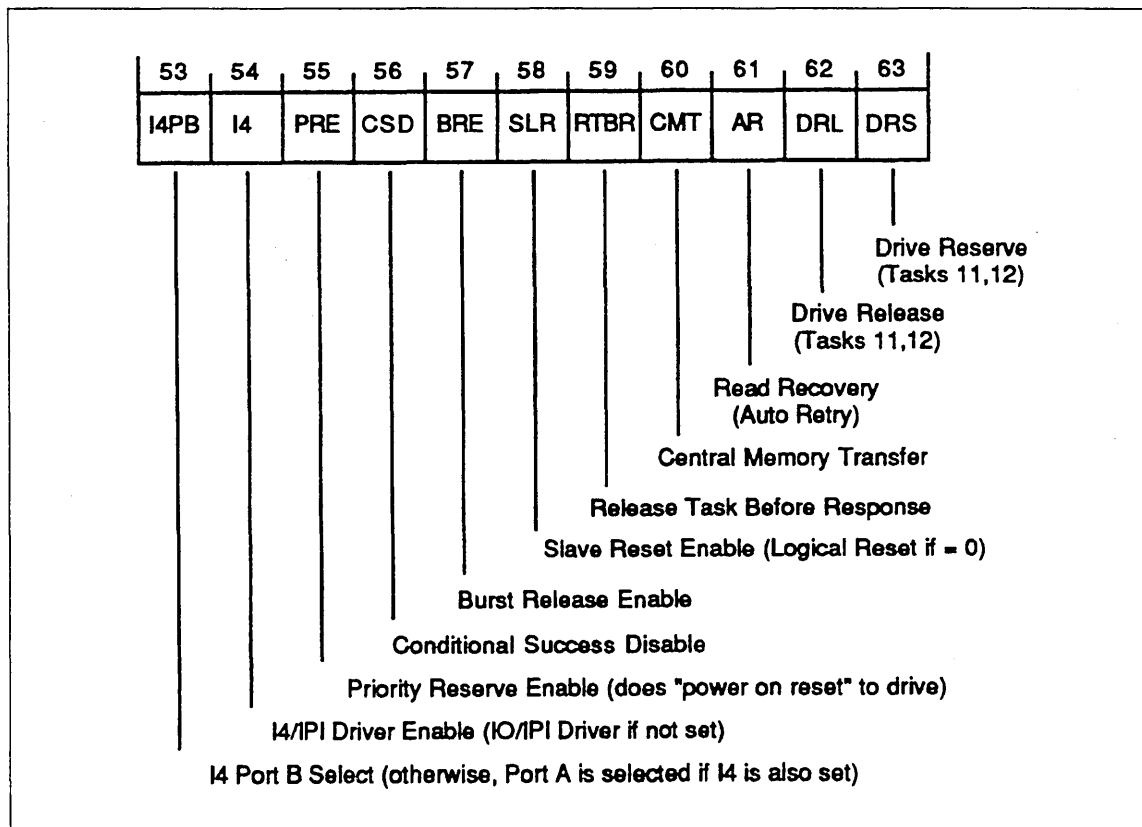 53 54 55 56 57 58 59 60 61 62 63
I4PB I4 PRE CSD BRE SLR RTBR CMT AR DRL DRS
Drive Reserve
(Tasks 11,12)
Drive Release
(Tasks 11,12)
Read Recovery
(Auto Retry)
Central Memory Transfer
Release Task Before Response
Slave Reset Enable (Logical Reset if = 0)
Burst Release Enable
Conditional Success Disable
Priority Reserve Enable (does "power on reset" to drive)
I4/IPI Driver Enable (IO/IPI Driver if not set)
I4 Port B Select (otherwise, Port A is selected if I4 is also set)